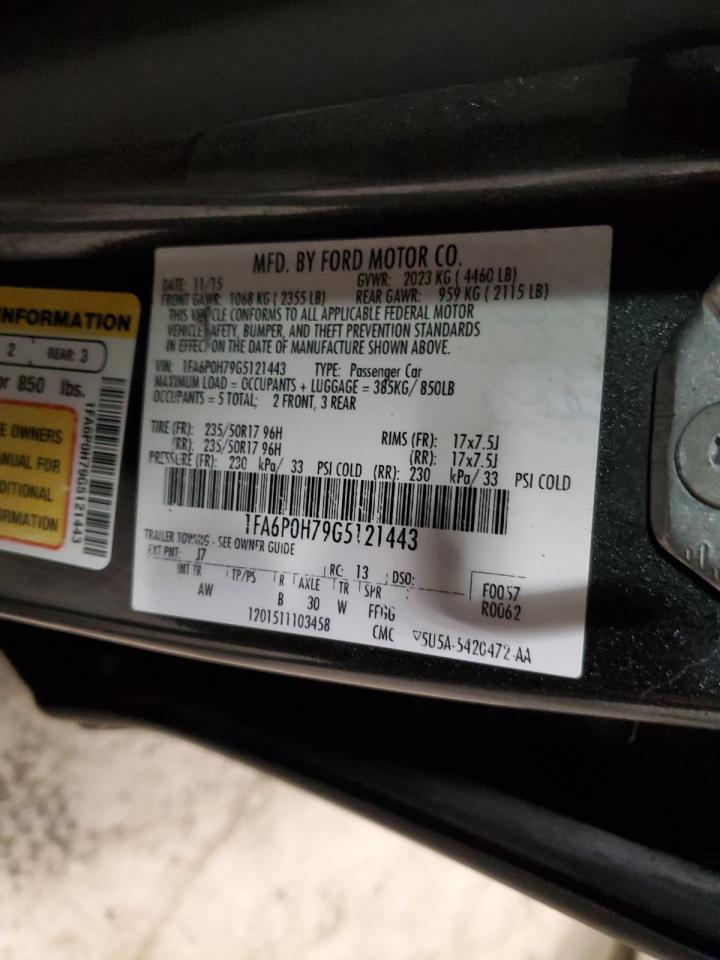 MFD. BY FORD MOTOR CO.
DATE: 11/15 GVWR: 2023 KG ( 4460 LB)
FRONT GAWR: 1068 KG ( 2355 LB) REAR GAWR: 959 KG ( 2115 LB)
THIS VEHICLE CONFORMS TO ALL APPLICABLE FEDERAL MOTOR
VEHICLE SAFETY, BUMPER, AND THEFT PREVENTION STANDARDS
IN EFFECT ON THE DATE OF MANUFACTURE SHOWN ABOVE.
VIN: 1FA6P0H79G5121443 TYPE: Passenger Car
MAXIMUM LOAD = OCCUPANTS + LUGGAGE = 385KG/ 850LB
OCCUPANTS = 5 TOTAL; 2 FRONT, 3 REAR
TIRE (FR): 235/50R17 96H RIMS (FR): 17x7.5J
(RR): 235/50R17 96H (RR): 17x7.5J
PRESSURE (FR): 230 kPa/ 33 PSI COLD (RR): 230 kPa/ 33 PSI COLD
1FA6P0H79G5121443
TRAILER TOWING - SEE OWNER GUIDE
EXT PNT: J7 RC: 13 DSO: F0057
INT TR TP/PS R AXLE TR SPR R0062
AW B 30 W FFGG
1201511103458 CMC ▽5U5A-5420472-AA
INFORMATION
2 REAR: 3
or 850 lbs.
E OWNERS
ANUAL FOR
DITIONAL
ORMATION
1FA6P0H79G5121443